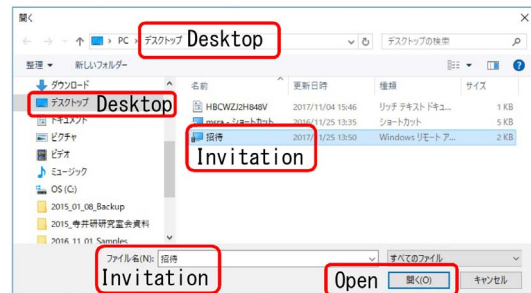 開く
PC > デスクトップ Desktop
デスクトップの検索
整理 新しいフォルダー
ダウンロード
デスクトップ Desktop
ドキュメント
ピクチャ
ビデオ
ミュージック
OS (C:)
2015_01_08_Backup
2015_寺井研研究室会資料
2016 11 01 Samples
名前 更新日時 種類 サイズ
HBCWZJ2H848V 2017/11/04 15:46 リッチ テキスト ドキュ... 1 KB
msra - ショートカット 2016/11/25 13:35 ショートカット 5 KB
招待 2017/11/25 13:50 Windows リモート ア... 2 KB
Invitation
ファイル名(N): 招待 すべてのファイル
Invitation
Open 開く(O) キャンセル